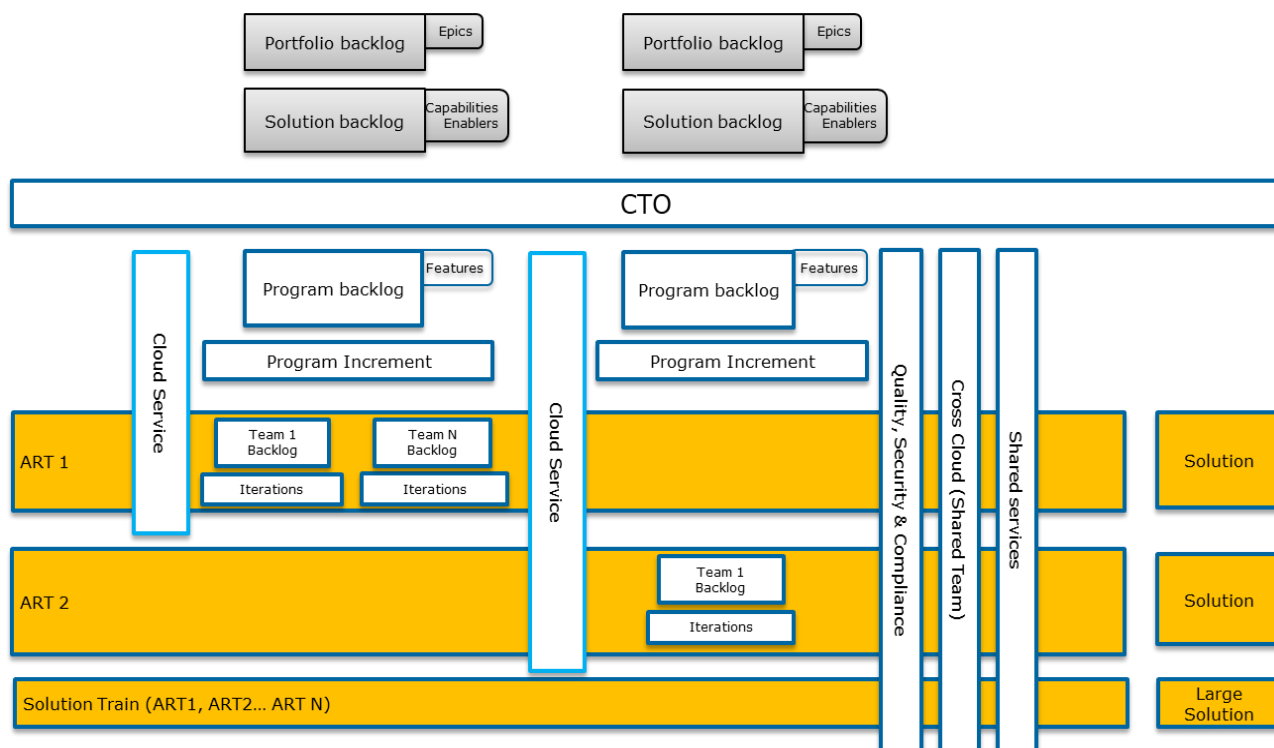 Portfolio backlog
Epics
Portfolio backlog
Epics
Solution backlog
Capabilities
Enablers
Solution backlog
Capabilities
Enablers
CTO
Cloud Service
Program backlog
Features
Cloud Service
Program backlog
Features
Quality, Security & Compliance
Cross Cloud (Shared Team)
Shared services
Program Increment
Program Increment
ART 1
Team 1
Backlog
Team N
Backlog
Iterations
Iterations
Solution
ART 2
Team 1
Backlog
Iterations
Solution
Solution Train (ART1, ART2... ART N)
Large
Solution